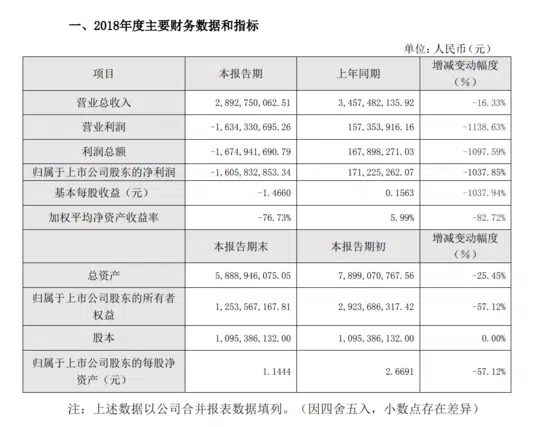 一、2018年度主要财务数据和指标
单位：人民币（元）
项目 本报告期 上年同期 增减变动幅度（%）
营业总收入 2,892,750,062.51 3,457,482,135.92 -16.33%
营业利润 -1,634,330,695.26 157,353,916.16 -1138.63%
利润总额 -1,674,941,690.79 167,898,271.03 -1097.59%
归属于上市公司股东的净利润 -1,605,832,853.34 171,225,262.07 -1037.85%
基本每股收益（元） -1.4660 0.1563 -1037.94%
加权平均净资产收益率 -76.73% 5.99% -82.72%
本报告期末 本报告期初 增减变动幅度（%）
总资产 5,888,946,075.05 7,899,070,767.56 -25.45%
归属于上市公司股东的所有者权益 1,253,567,167.81 2,923,686,317.42 -57.12%
股本 1,095,386,132.00 1,095,386,132.00 0.00%
归属于上市公司股东的每股净资产（元） 1.1444 2.6691 -57.12%
注：上述数据以公司合并报表数据填列。（因四舍五入，小数点存在差异）